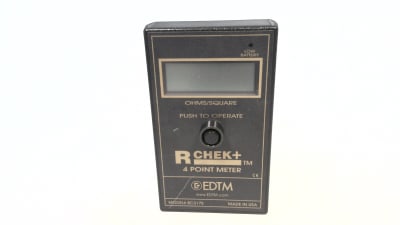 LOW
BATTERY
OHMS/SQUARE
PUSH TO OPERATE
R CHEK+ ™
4 POINT METER
CE
EDTM
www.EDTM.com
MADE IN USA